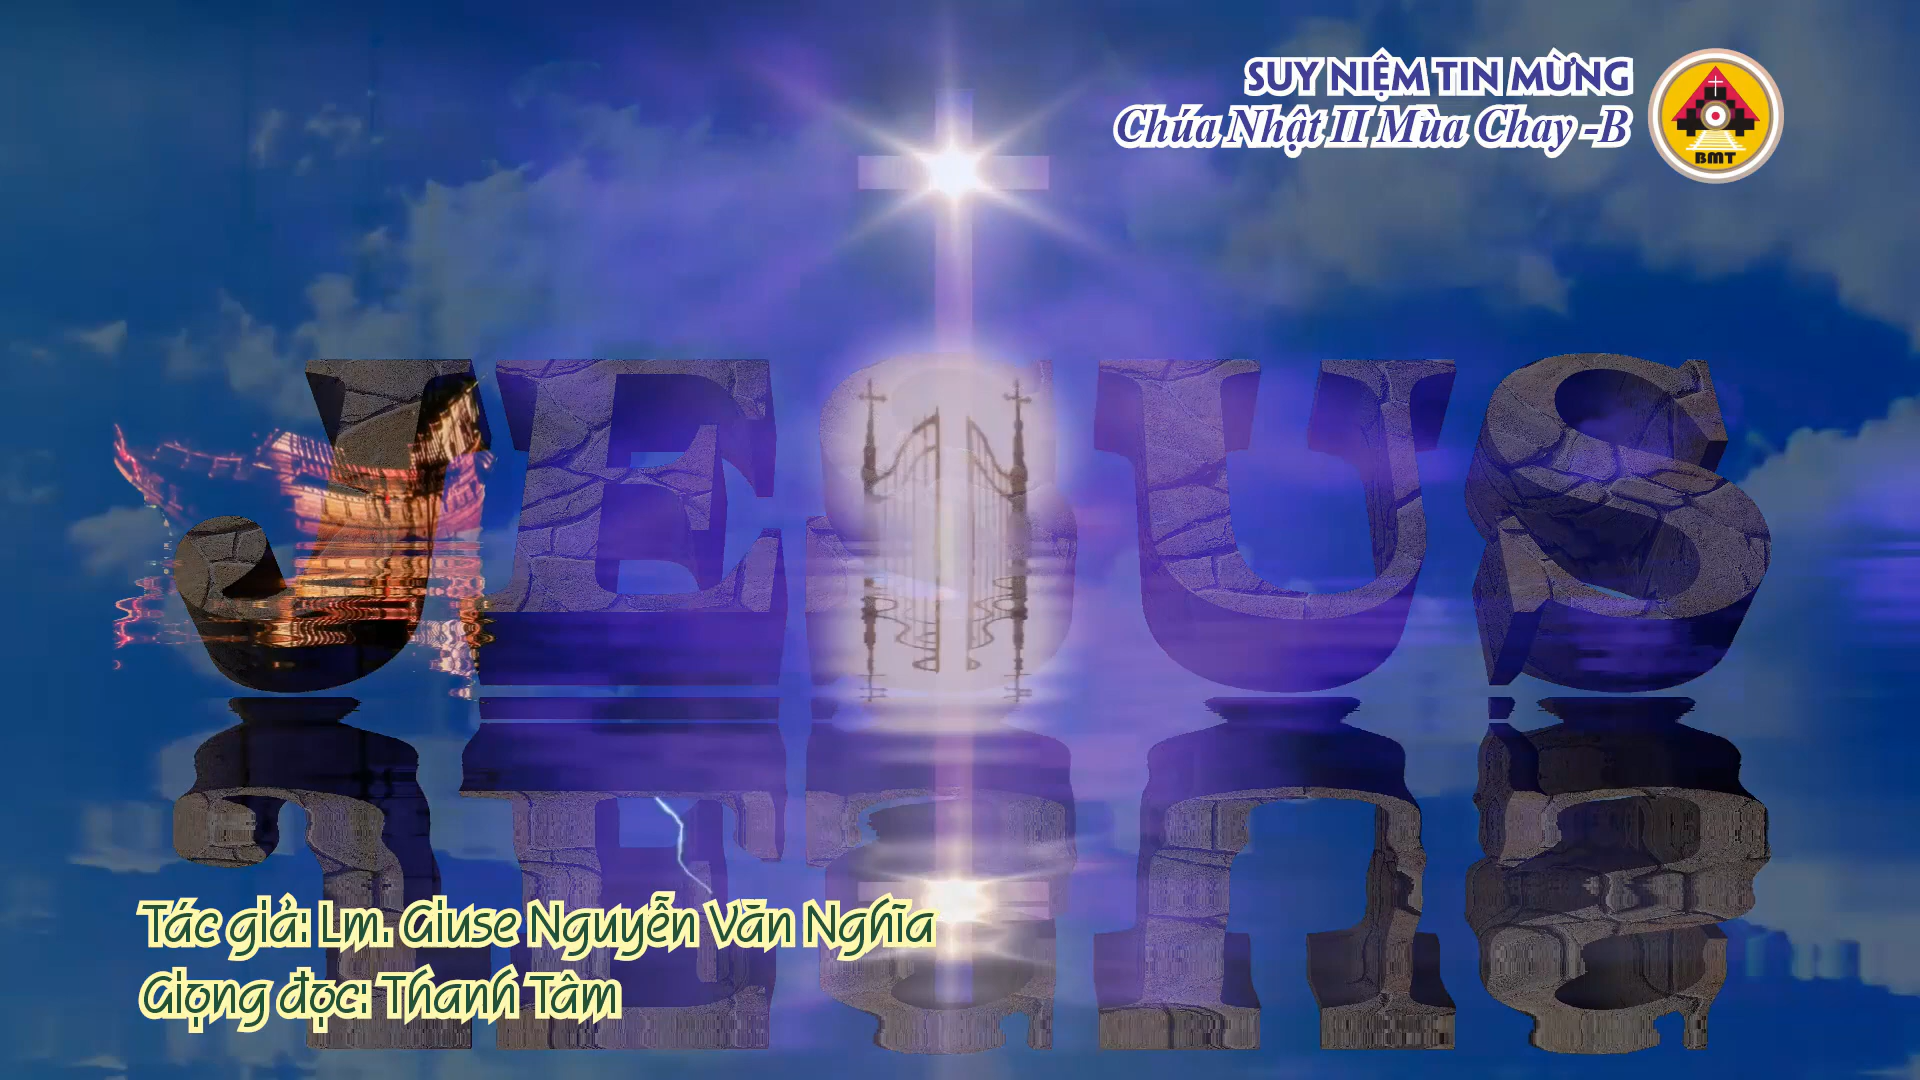 SUY NIỆM TIN MỪNG
Chúa Nhật II Mùa Chay -B
BMT
JESUS
Tác giả: Lm. Giuse Nguyễn Văn Nghĩa
Giọng đọc: Thanh Tâm